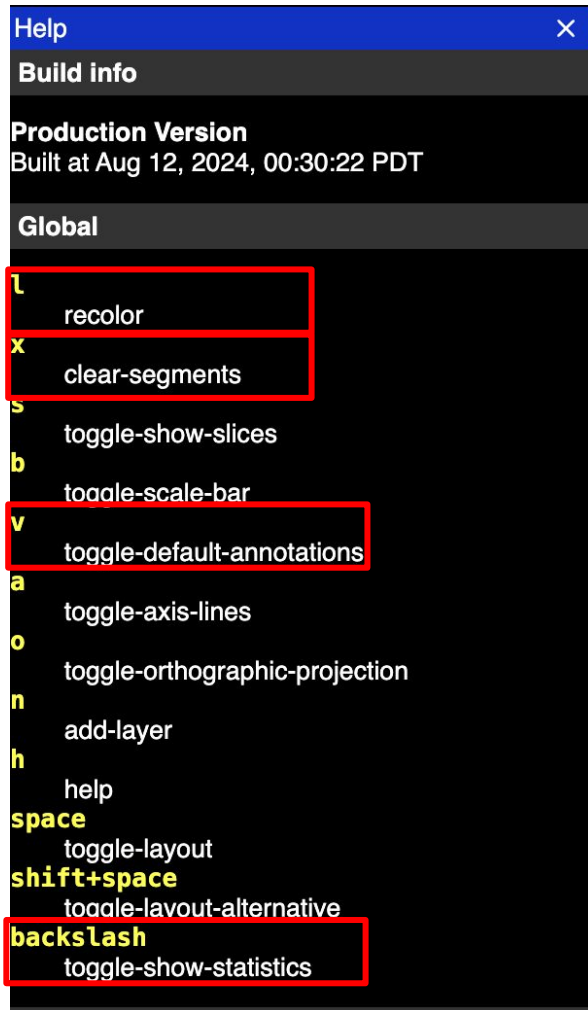 Help ×
Build info
Production Version
Built at Aug 12, 2024, 00:30:22 PDT
Global
l
recolor
x
clear-segments
s
toggle-show-slices
b
toggle-scale-bar
v
toggle-default-annotations
a
toggle-axis-lines
o
toggle-orthographic-projection
n
add-layer
h
help
space
toggle-layout
shift+space
toggle-layout-alternative
backslash
toggle-show-statistics